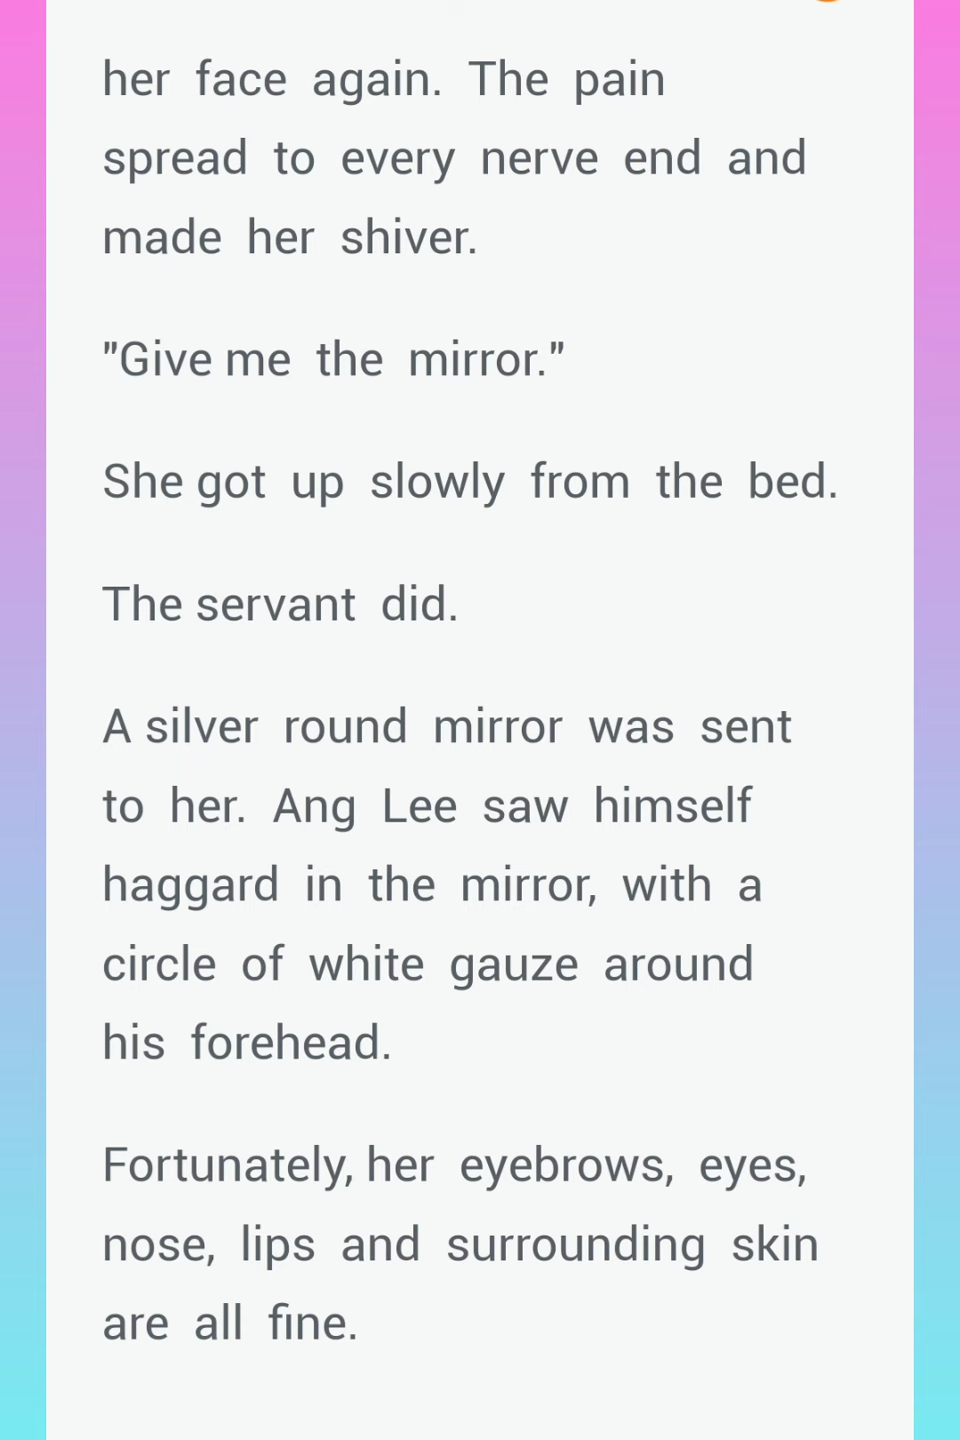 her face again. The pain
spread to every nerve end and
made her shiver.
"Give me the mirror."
She got up slowly from the bed.
The servant did.
A silver round mirror was sent
to her. Ang Lee saw himself
haggard in the mirror, with a
circle of white gauze around
his forehead.
Fortunately, her eyebrows, eyes,
nose, lips and surrounding skin
are all fine.